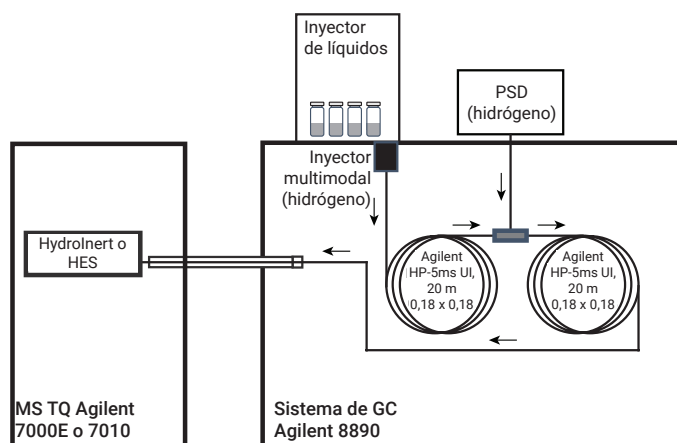 Inyector
de líquidos
PSD
(hidrógeno)
Inyector
multimodal
(hidrógeno)
HydroInert o
HES
Agilent
HP-5ms UI,
20 m
0,18 x 0,18
Agilent
HP-5ms UI,
20 m
0,18 x 0,18
MS TQ Agilent
7000E o 7010
Sistema de GC
Agilent 8890